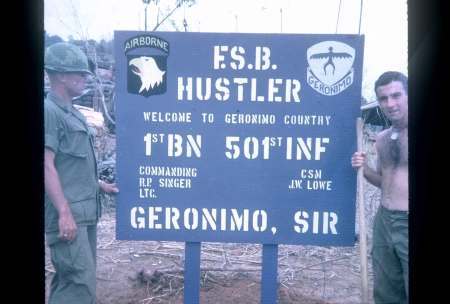 AIRBORNE
F.S.B.
HUSTLER
GERONIMO
WELCOME TO GERONIMO COUNTRY
1ST BN 501ST INF
COMMANDING
R.P. SINGER
LTC.
CSM
J.W. LOWE
GERONIMO, SIR